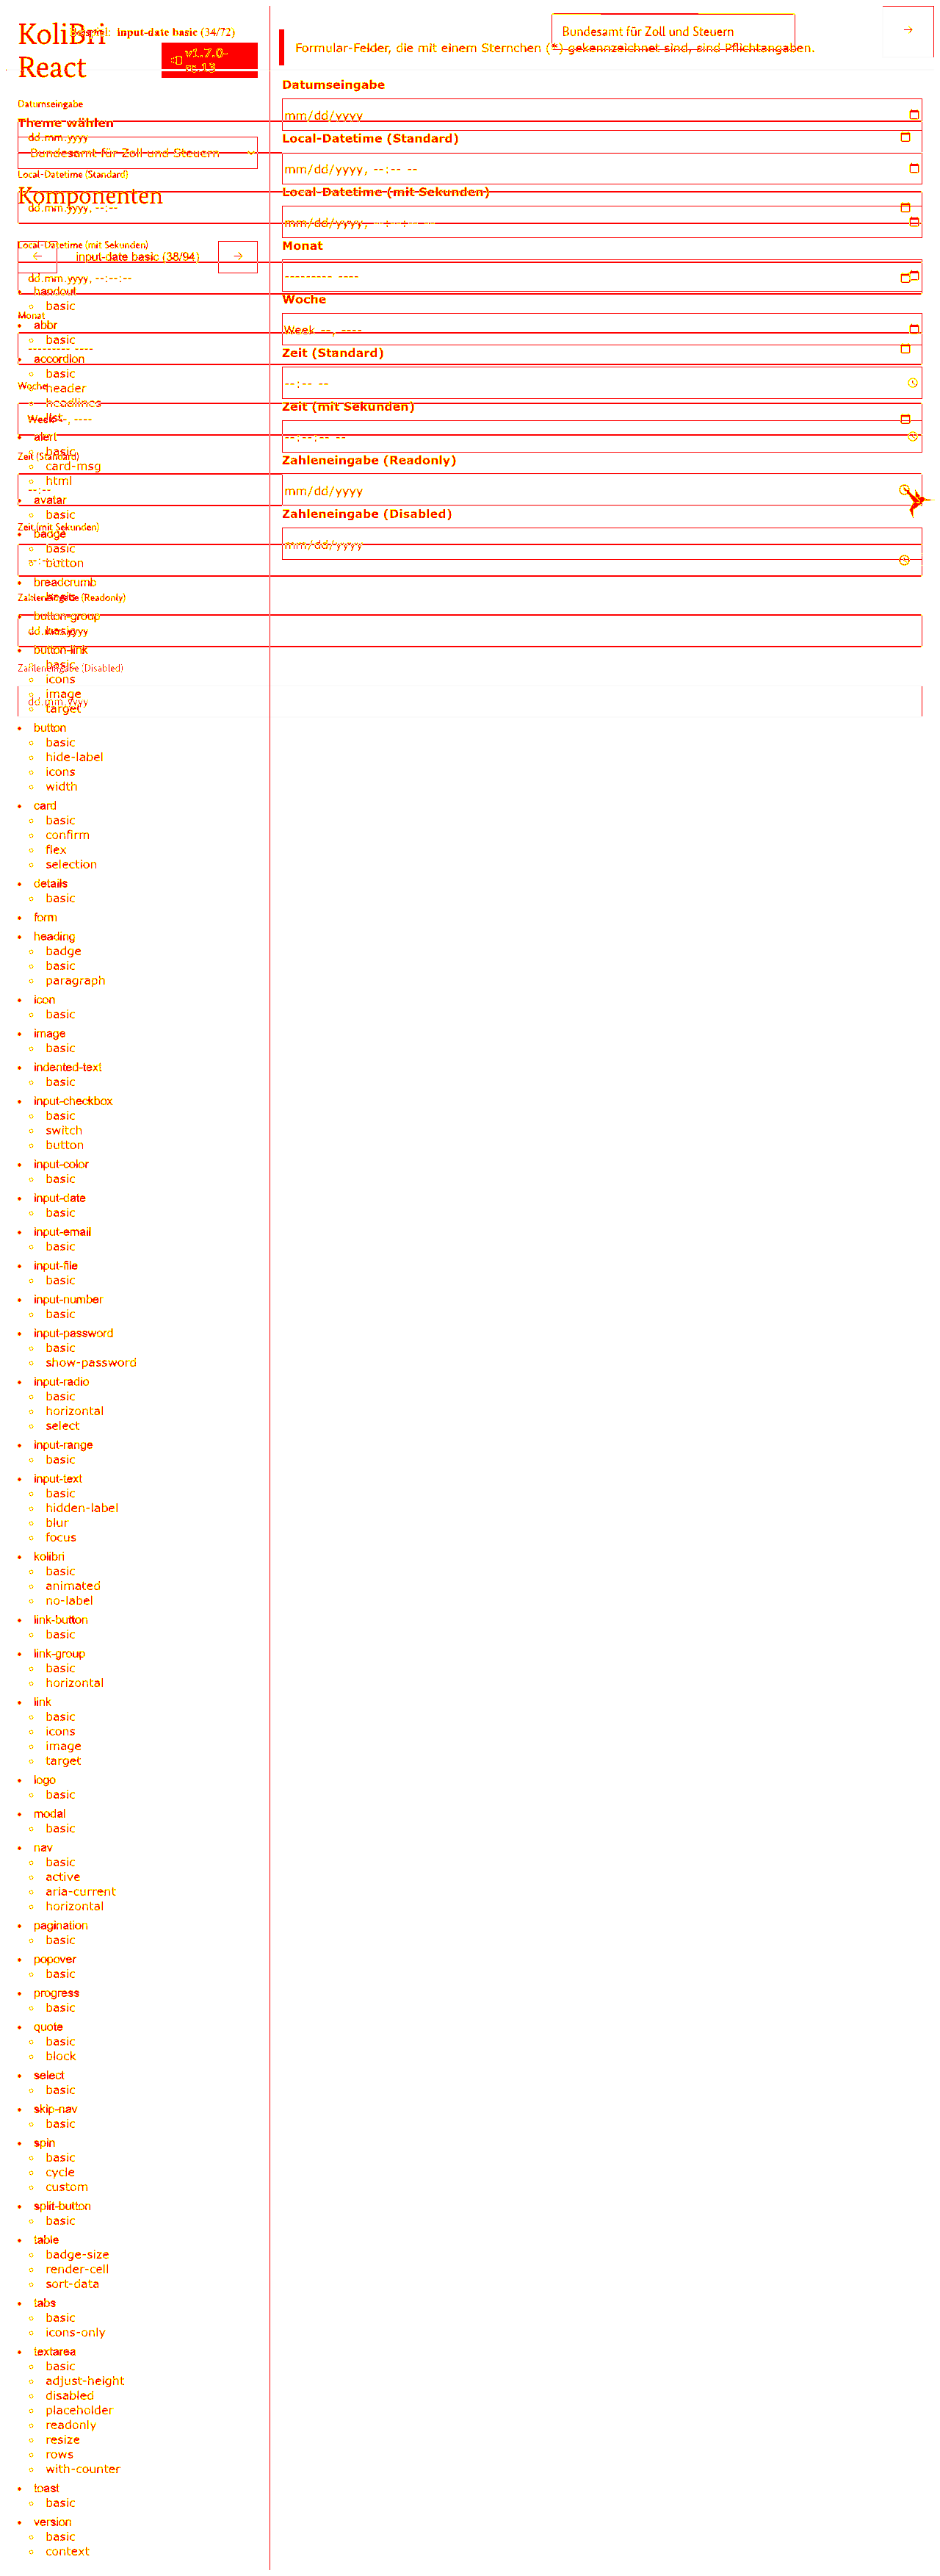 KoliBri
React
Beispiel: input-date basic (34/72)
v1.7.0-
Bundesamt für Zoll und Steuern
→
Formular-Felder, die mit einem Sternchen (*) gekennzeichnet sind, sind Pflichtangaben.
Datumseingabe
mm/dd/yyyy
Local-Datetime (Standard)
mm/dd/yyyy, --:-- --
Local-Datetime (mit Sekunden)
mm/dd/yyyy, --:--:-- --
Monat
--------- ----
Woche
Week --, ----
Zeit (Standard)
--:-- --
Zeit (mit Sekunden)
--:--:-- --
Zahleneingabe (Readonly)
mm/dd/yyyy
Zahleneingabe (Disabled)
mm/dd/yyyy
Datumseingabe
Theme wählen
dd.mm.yyyy
Bundesamt für Zoll und Steuern
Local-Datetime (Standard)
Komponenten
dd.mm.yyyy, --:--
Local-Datetime (mit Sekunden)
← input-date basic (38/94) →
dd.mm.yyyy, --:--:--
handout
basic
Monat
abbr
basic
--------- ----
accordion
basic
Woche
header
headlines
list
Week --, ----
alert
basic
Zeit (Standard)
card-msg
html
--:--
avatar
basic
Zeit (mit Sekunden)
badge
basic
button
breadcrumb
basic
Zahleneingabe (Readonly)
button-group
basic
dd.mm.yyyy
button-link
basic
Zahleneingabe (Disabled)
icons
image
dd.mm.yyyy
target
button
basic
hide-label
icons
width
card
basic
confirm
flex
selection
details
basic
form
heading
badge
basic
paragraph
icon
basic
image
basic
indented-text
basic
input-checkbox
basic
switch
button
input-color
basic
input-date
basic
input-email
basic
input-file
basic
input-number
basic
input-password
basic
show-password
input-radio
basic
horizontal
select
input-range
basic
input-text
basic
hidden-label
blur
focus
kolibri
basic
animated
no-label
link-button
basic
link-group
basic
horizontal
link
basic
icons
image
target
logo
basic
modal
basic
nav
basic
active
aria-current
horizontal
pagination
basic
popover
basic
progress
basic
quote
basic
block
select
basic
skip-nav
basic
spin
basic
cycle
custom
split-button
basic
table
badge-size
render-cell
sort-data
tabs
basic
icons-only
textarea
basic
adjust-height
disabled
placeholder
readonly
resize
rows
with-counter
toast
basic
version
basic
context